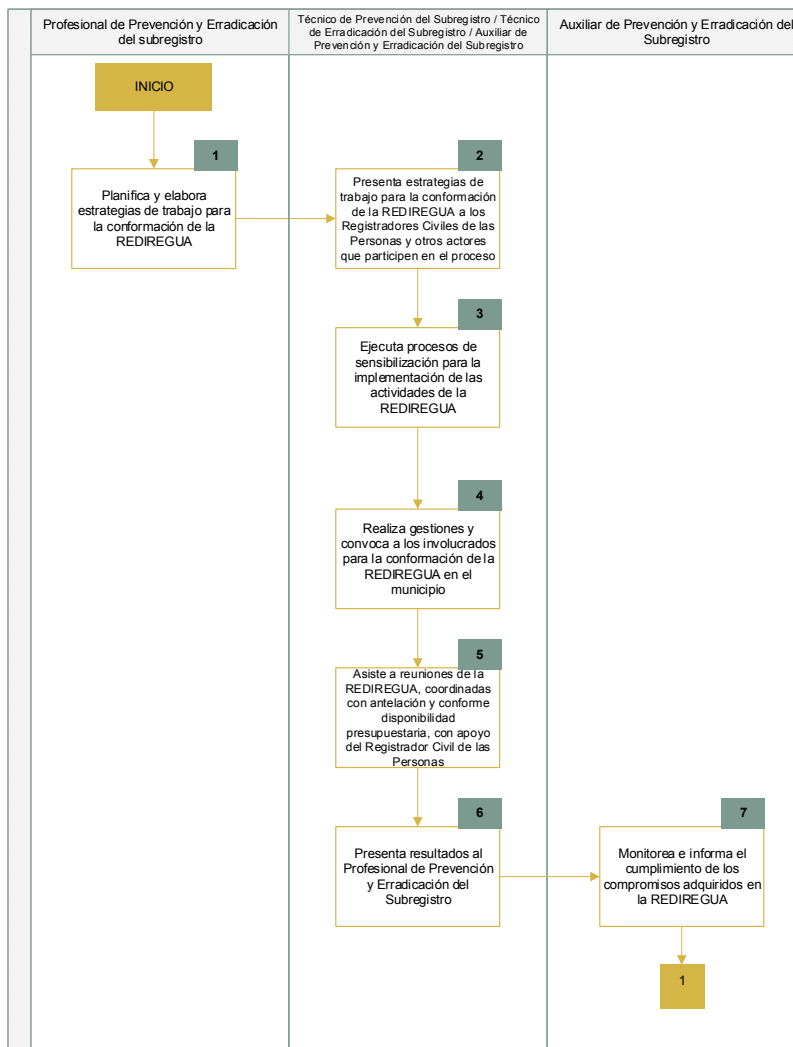 Profesional de Prevención y Erradicación
del subregistro
Técnico de Prevención del Subregistro / Técnico
de Erradicación del Subregistro / Auxiliar de
Prevención y Erradicación del Subregistro
Auxiliar de Prevención y Erradicación del
Subregistro
INICIO
1
Planifica y elabora
estrategias de trabajo para
la conformación de la
REDIREGUA
2
Presenta estrategias de
trabajo para la conformación
de la REDIREGUA a los
Registradores Civiles de las
Personas y otros actores
que participen en el proceso
3
Ejecuta procesos de
sensibilización para la
implementación de las
actividades de la
REDIREGUA
4
Realiza gestiones y
convoca a los involucrados
para la conformación de la
REDIREGUA en el
municipio
5
Asiste a reuniones de la
REDIREGUA, coordinadas
con antelación y conforme
disponibilidad
presupuestaria, con apoyo
del Registrador Civil de las
Personas
6
Presenta resultados al
Profesional de Prevención
y Erradicación del
Subregistro
7
Monitorea e informa el
cumplimiento de los
compromisos adquiridos en
la REDIREGUA
1